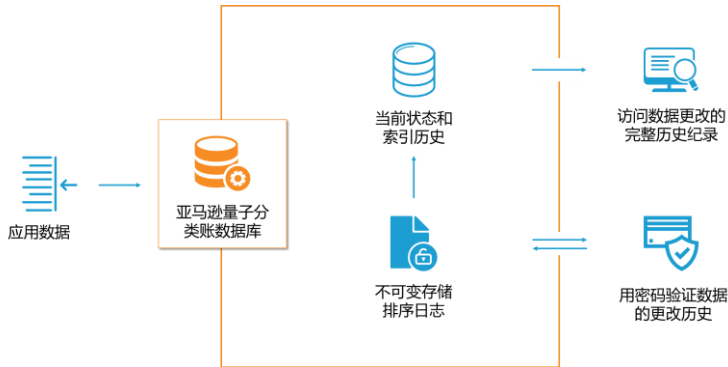 应用数据
亚马逊量子分
类账数据库
当前状态和
索引历史
不可变存储
排序日志
访问数据更改的
完整历史纪录
用密码验证数据
的更改历史